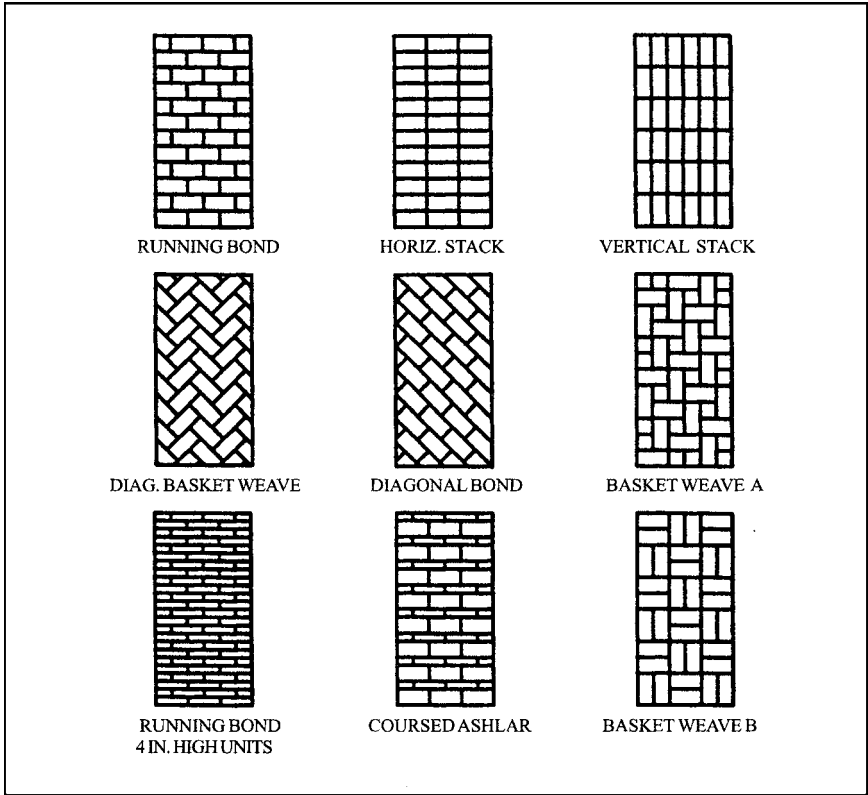 RUNNING BOND
HORIZ. STACK
VERTICAL STACK
DIAG. BASKET WEAVE
DIAGONAL BOND
BASKET WEAVE A
RUNNING BOND
4 IN. HIGH UNITS
COURSED ASHLAR
BASKET WEAVE B